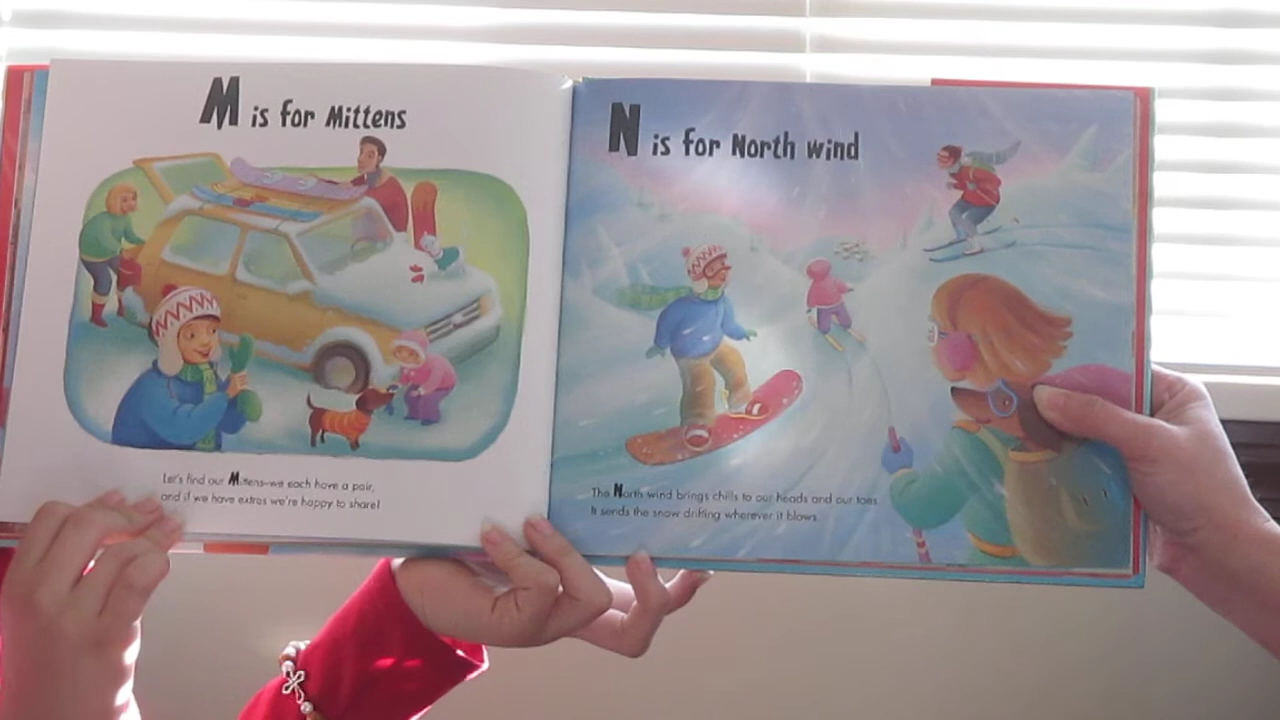 M is for Mittens
Let's find our Mittens—we each have a pair,
and if we have extras we're happy to share!
N is for North wind
The North wind brings chills to our heads and our toes.
It sends the snow drifting wherever it blows.